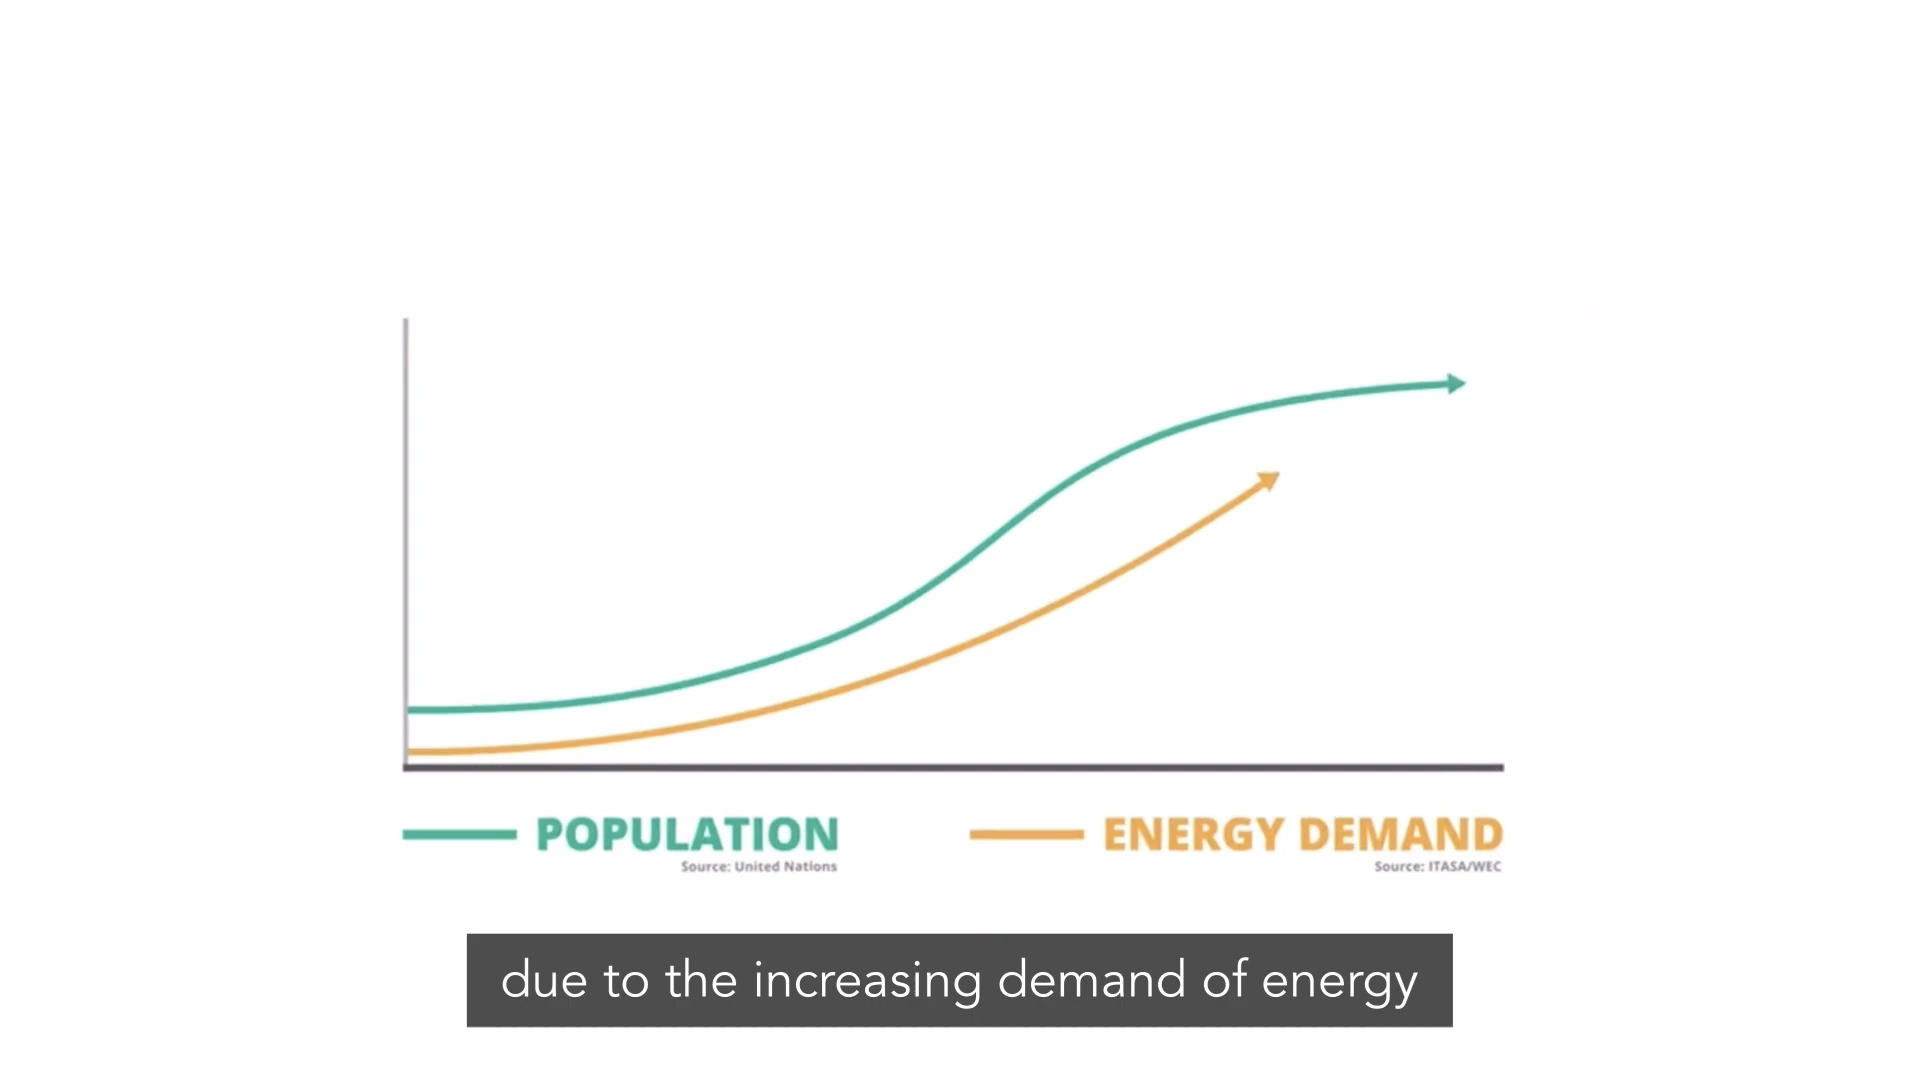 POPULATION
Source: United Nations
ENERGY DEMAND
Source: ITASA/WEC
due to the increasing demand of energy